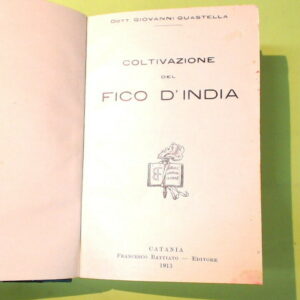 DOTT. GIOVANNI GUASTELLA
COLTIVAZIONE
DEL
FICO D'INDIA
CATANIA
FRANCESCO BATTIATO — EDITORE
1913